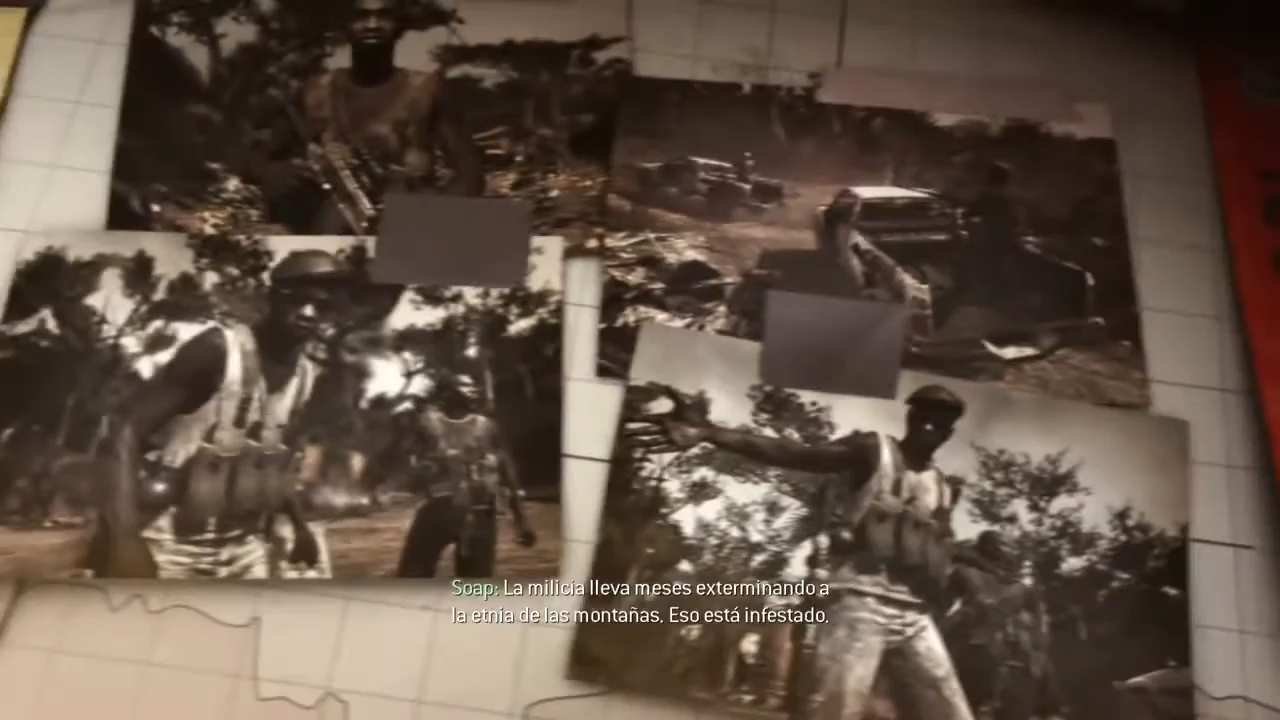 Soap: La milicia lleva meses exterminando a
la etnia de las montañas. Eso está infestado.